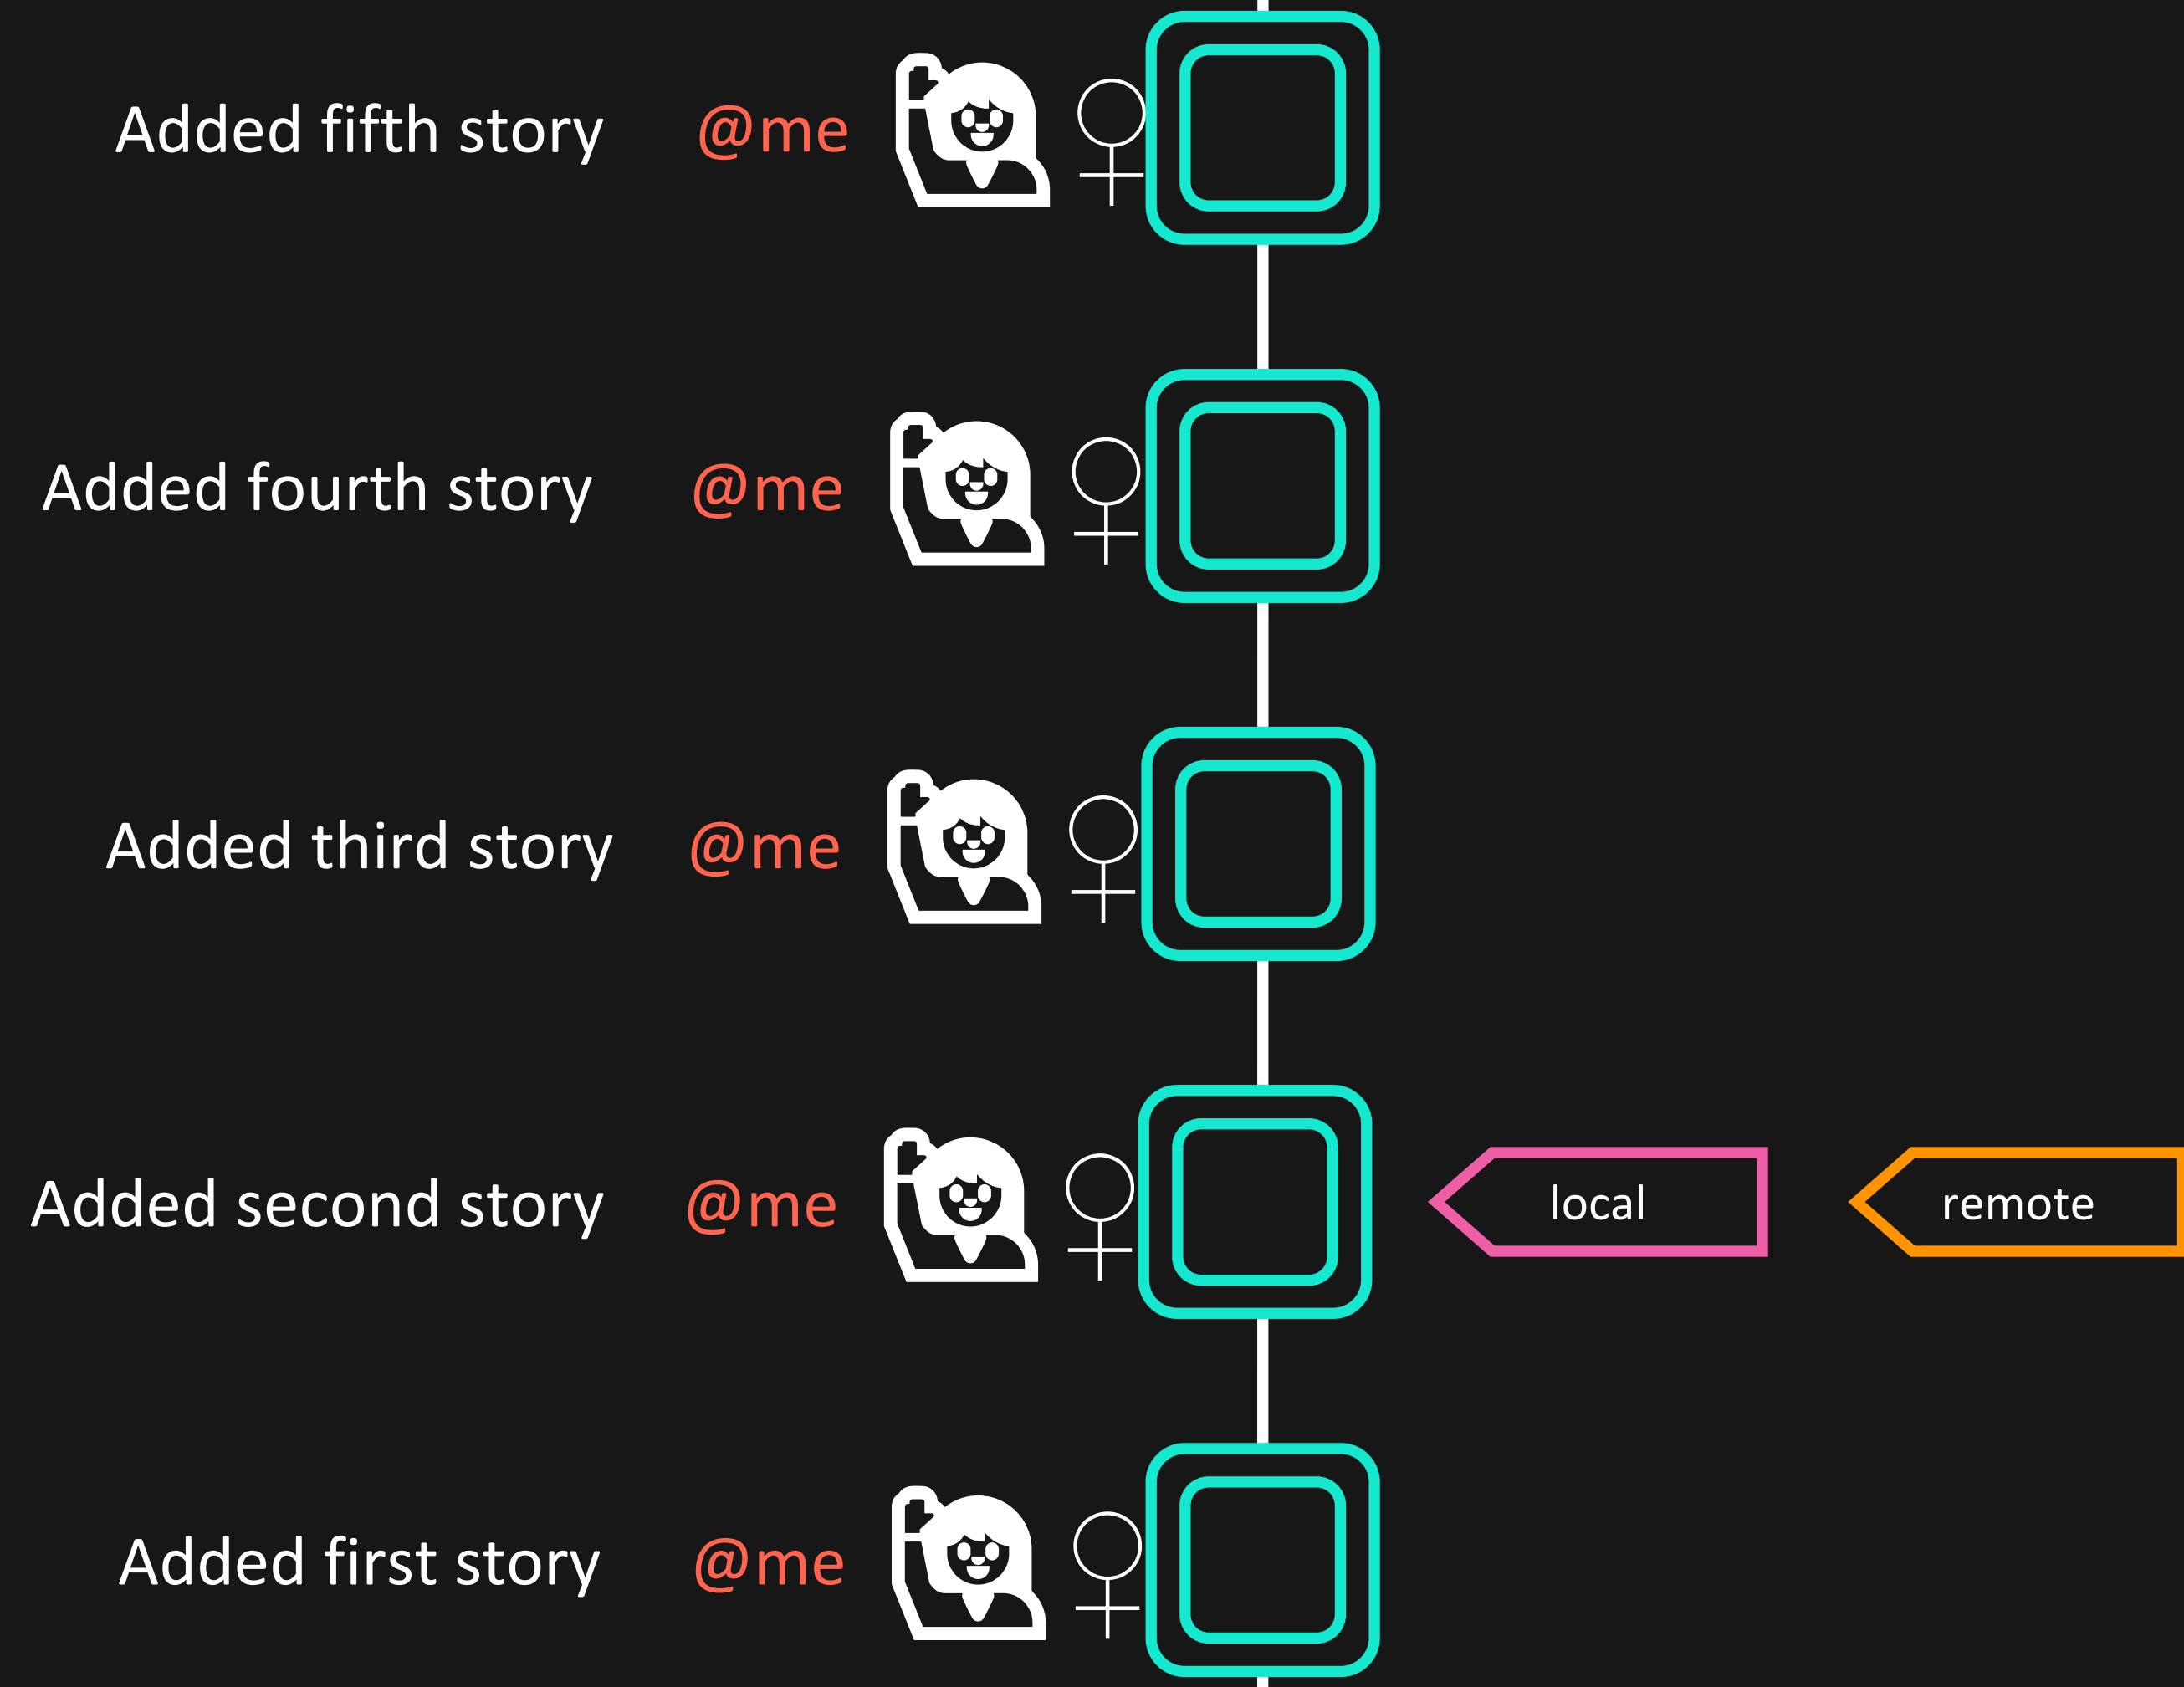 Added fifth story @me
Added fourth story @me
Added third story @me
Added second story @me local remote
Added first story @me